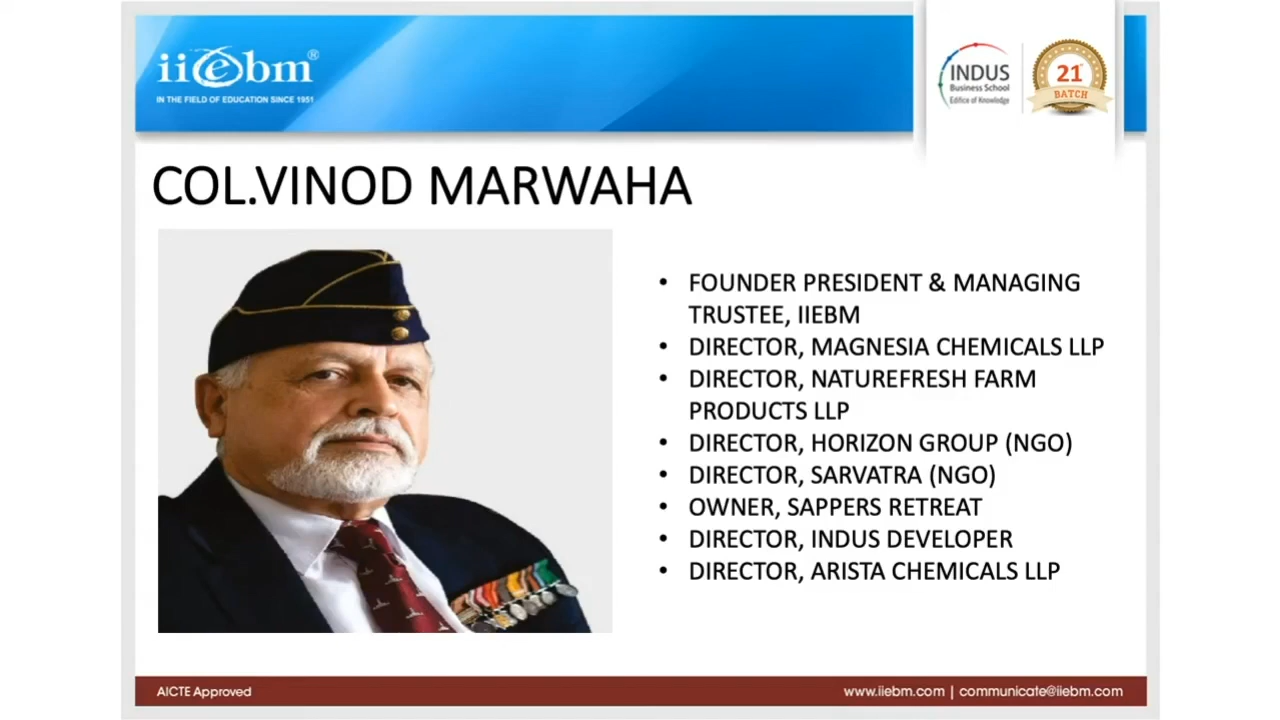 iiebm®
IN THE FIELD OF EDUCATION SINCE 1951
INDUS
Business School
Edifice of Knowledge
21st
BATCH
COL.VINOD MARWAHA
• FOUNDER PRESIDENT & MANAGING
TRUSTEE, IIEBM
• DIRECTOR, MAGNESIA CHEMICALS LLP
• DIRECTOR, NATUREFRESH FARM
PRODUCTS LLP
• DIRECTOR, HORIZON GROUP (NGO)
• DIRECTOR, SARVATRA (NGO)
• OWNER, SAPPERS RETREAT
• DIRECTOR, INDUS DEVELOPER
• DIRECTOR, ARISTA CHEMICALS LLP
AICTE Approved
www.iiebm.com | communicate@iiebm.com